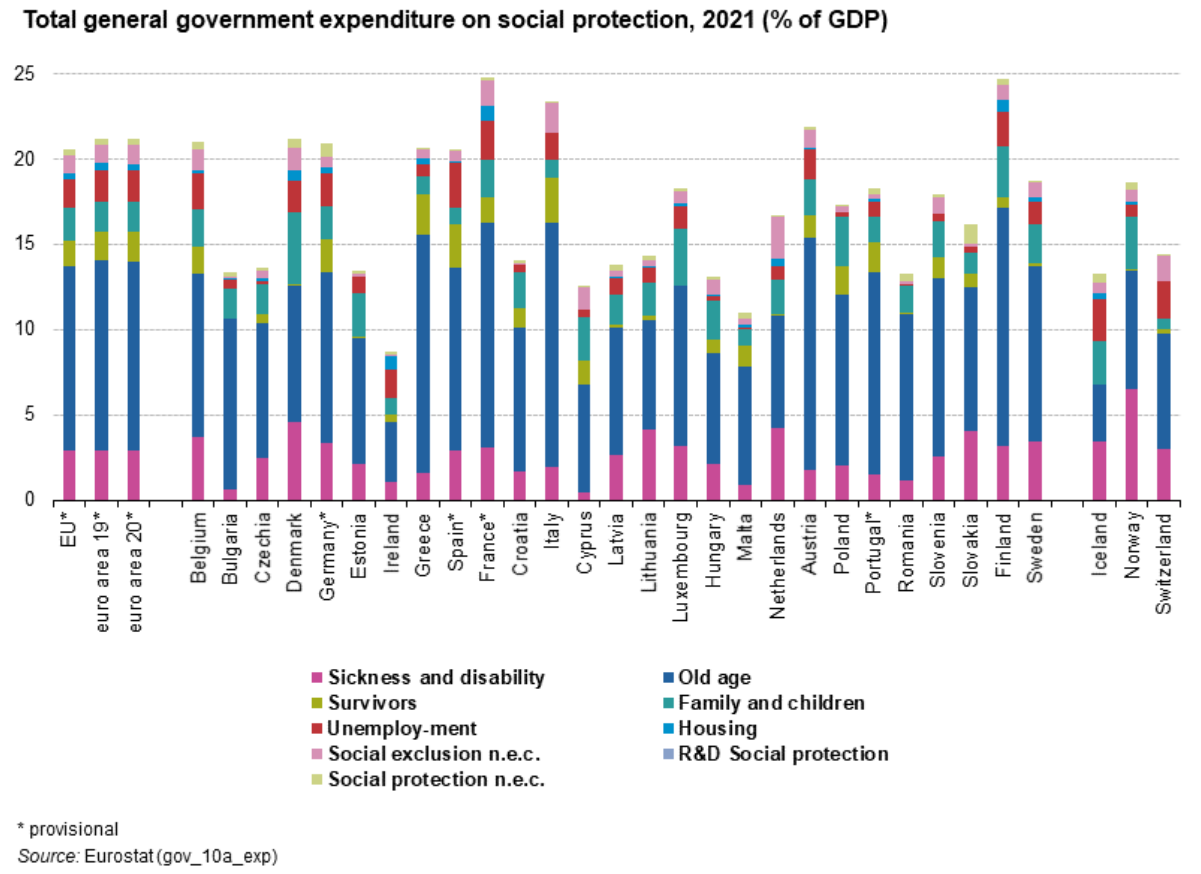 Total general government expenditure on social protection, 2021 (% of GDP)
25
20
15
10
5
0
EU*
euro area 19*
euro area 20*
Belgium
Bulgaria
Czechia
Denmark
Germany*
Estonia
Ireland
Greece
Spain*
France*
Croatia
Italy
Cyprus
Latvia
Lithuania
Luxembourg
Hungary
Malta
Netherlands
Austria
Poland
Portugal*
Romania
Slovenia
Slovakia
Finland
Sweden
Iceland
Norway
Switzerland
Sickness and disability
Old age
Survivors
Family and children
Unemploy-ment
Housing
Social exclusion n.e.c.
R&D Social protection
Social protection n.e.c.
* provisional
Source: Eurostat (gov_10a_exp)